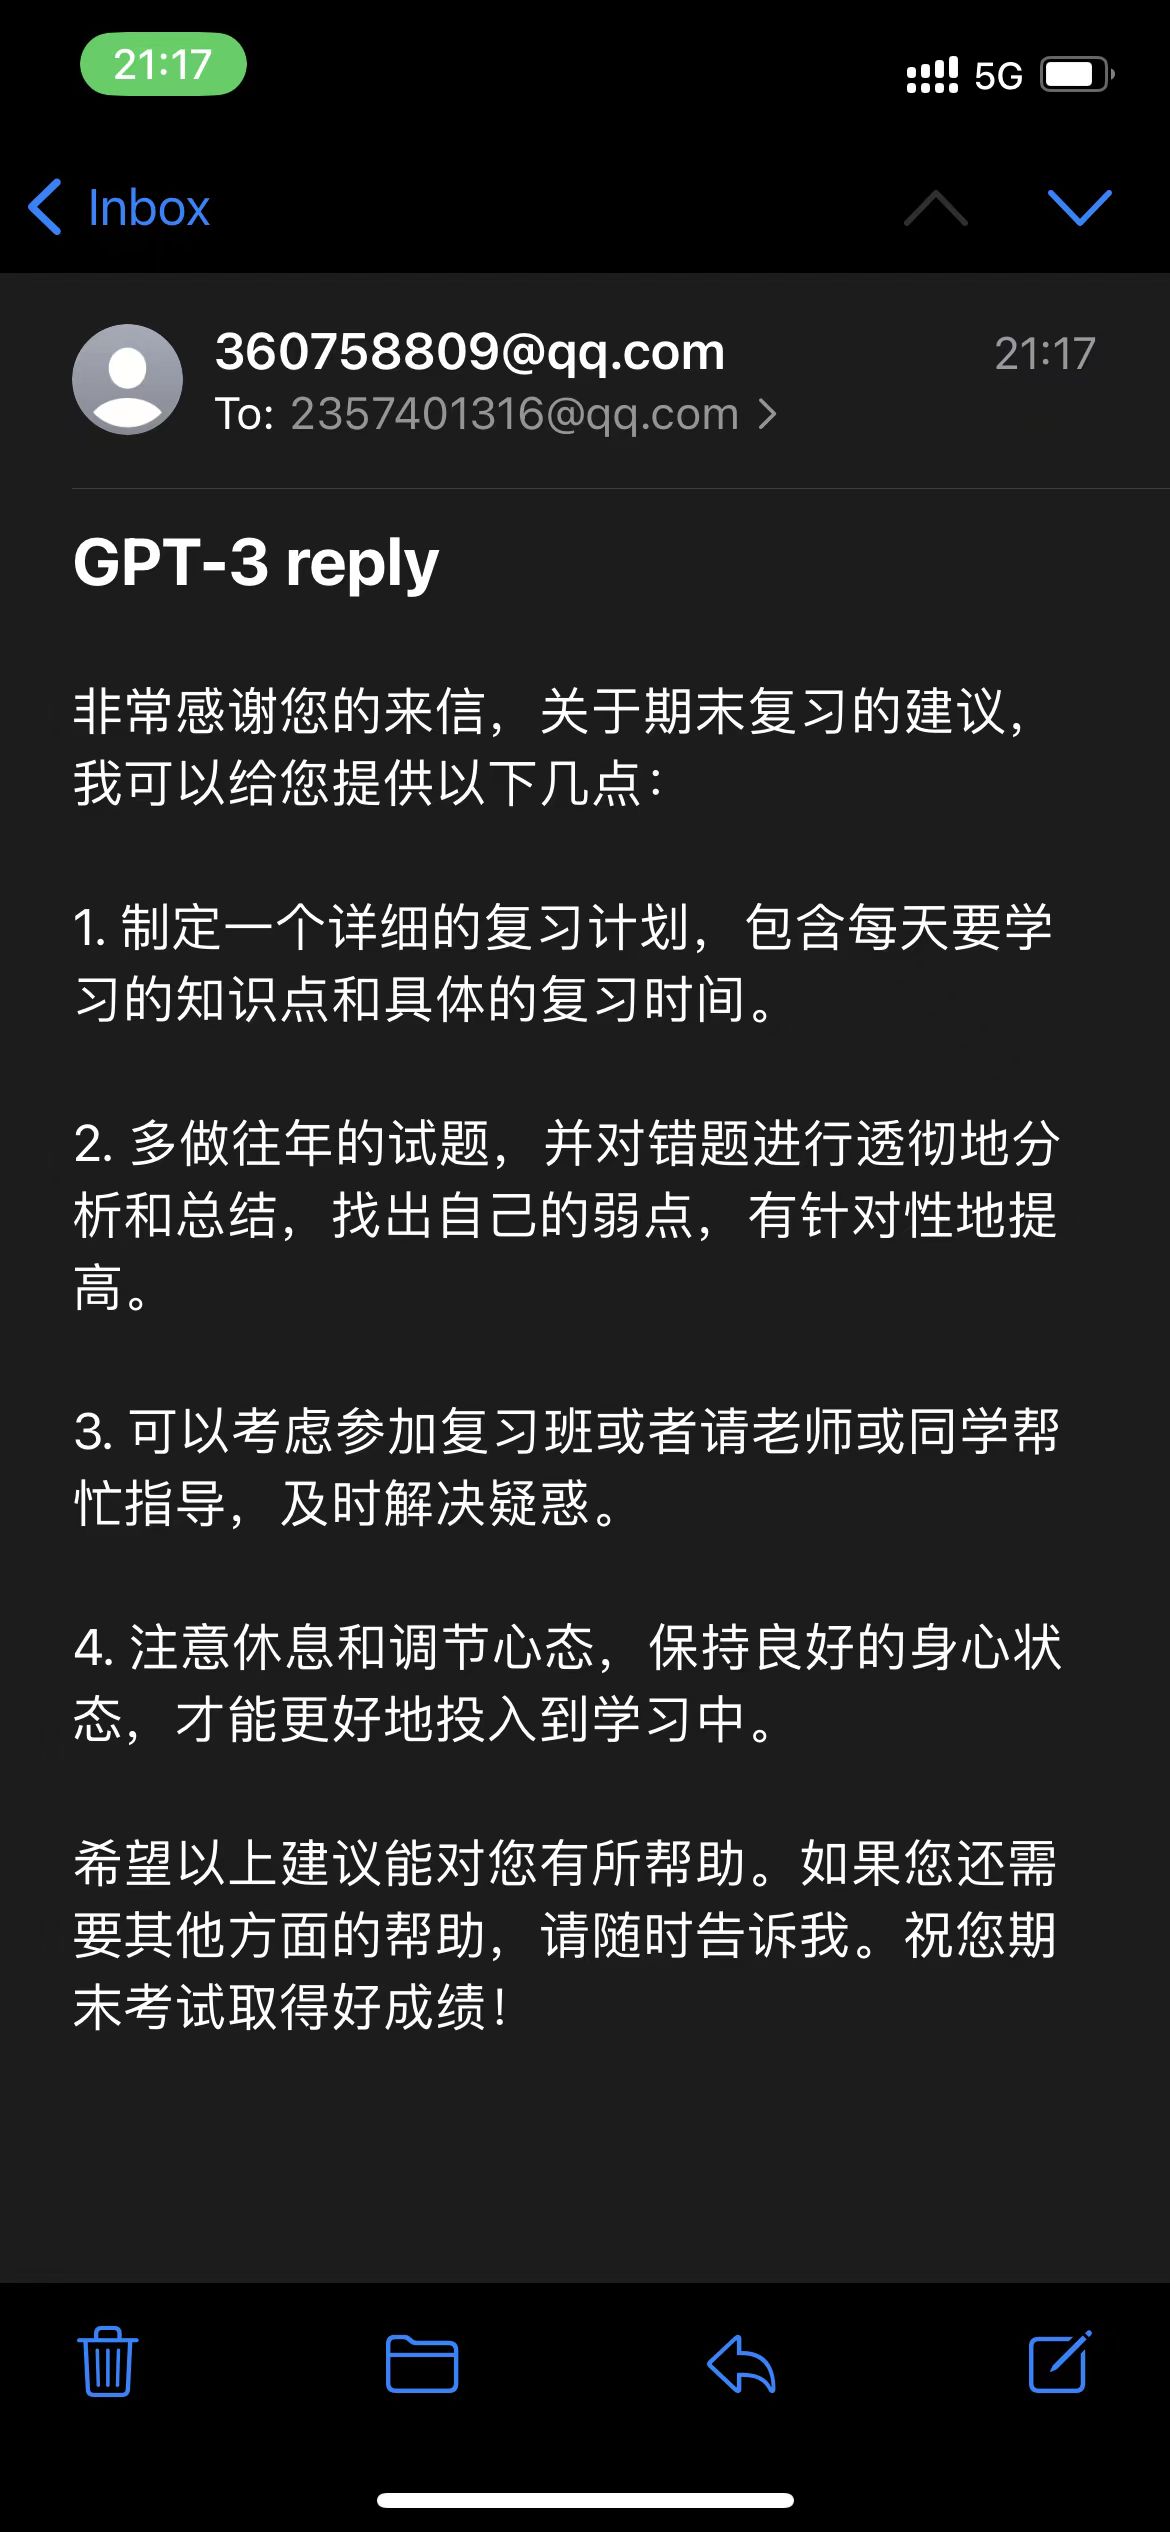 21:17
5G
Inbox
360758809@qq.com
21:17
To: 2357401316@qq.com
GPT-3 reply
非常感谢您的来信，关于期末复习的建议，
我可以给您提供以下几点：
1. 制定一个详细的复习计划，包含每天要学
习的知识点和具体的复习时间。
2. 多做往年的试题，并对错题进行透彻地分
析和总结，找出自己的弱点，有针对性地提
高。
3. 可以考虑参加复习班或者请老师或同学帮
忙指导，及时解决疑惑。
4. 注意休息和调节心态，保持良好的身心状
态，才能更好地投入到学习中。
希望以上建议能对您有所帮助。如果您还需
要其他方面的帮助，请随时告诉我。祝您期
末考试取得好成绩！